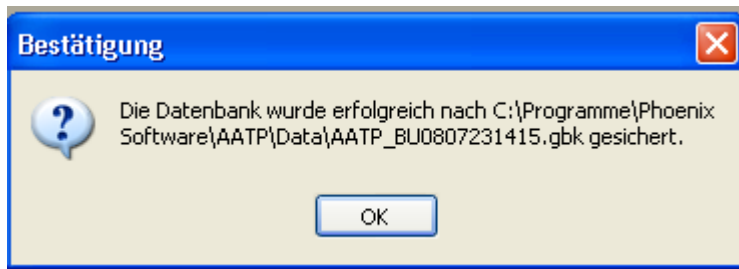 Bestätigung
Die Datenbank wurde erfolgreich nach C:\Programme\Phoenix
Software\AATP\Data\AATP_BU0807231415.gbk gesichert.
OK